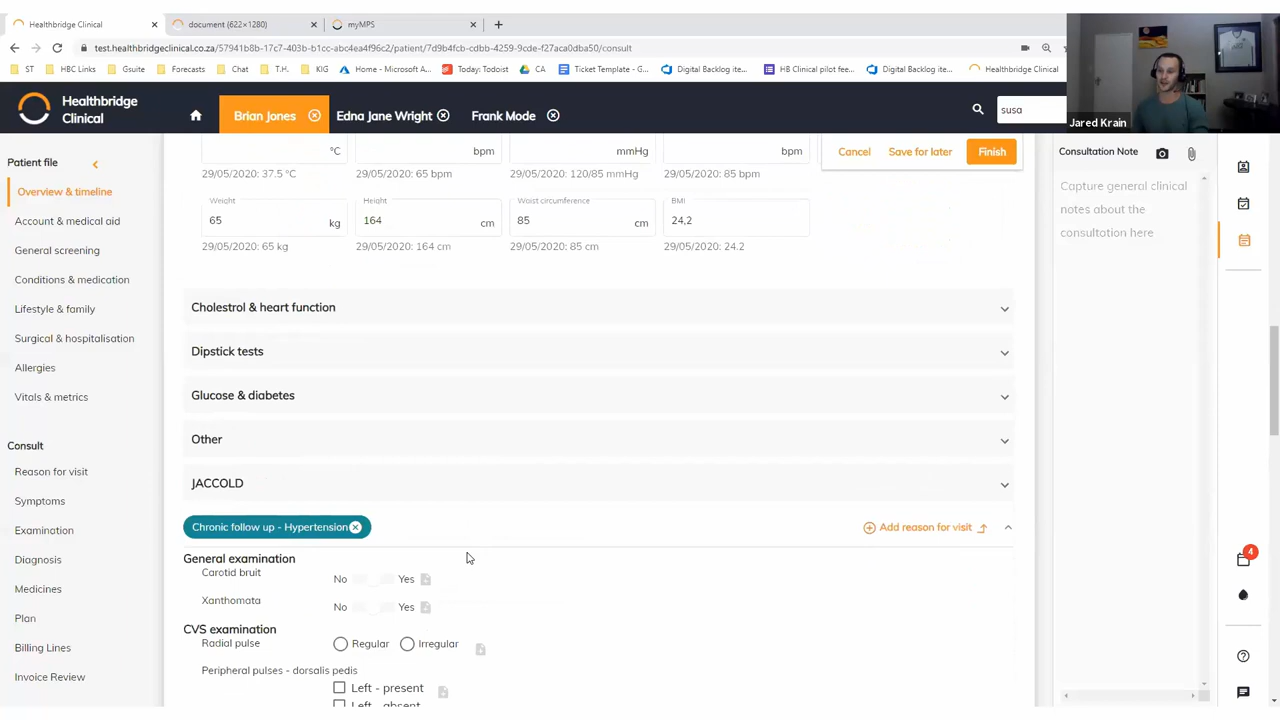 Healthbridge Clinical
document (622×1280)
myMPS
test.healthbridgeclinical.co.za/57941b8b-17c7-403b-b1cc-abc4ea4f96c2/patient/7d9b4fcb-cdbb-4259-9cde-f27aca0dba50/consult
ST
HBC Links
Gsuite
Forecasts
Chat
T.H.
KIG
Home - Microsoft A...
Today: Todoist
CA
Ticket Template - G...
Digital Backlog ite...
HB Clinical pilot fee...
Digital Backlog ite...
Healthbridge Clinical
Jared Krain
Healthbridge
Clinical
Brian Jones
Edna Jane Wright
Frank Mode
susa
Patient file
Overview & timeline
Account & medical aid
General screening
Conditions & medication
Lifestyle & family
Surgical & hospitalisation
Allergies
Vitals & metrics
Consult
Reason for visit
Symptoms
Examination
Diagnosis
Medicines
Plan
Billing Lines
Invoice Review
°C
bpm
mmHg
bpm
29/05/2020: 37.5 °C
29/05/2020: 65 bpm
29/05/2020: 120/85 mmHg
29/05/2020: 85 bpm
Weight
65
kg
Height
164
cm
Waist circumference
85
cm
BMI
24,2
29/05/2020: 65 kg
29/05/2020: 164 cm
29/05/2020: 85 cm
29/05/2020: 24.2
Cancel
Save for later
Finish
Cholestrol & heart function
Dipstick tests
Glucose & diabetes
Other
JACCOLD
Chronic follow up - Hypertension
Add reason for visit
General examination
Carotid bruit
No
Yes
Xanthomata
No
Yes
CVS examination
Radial pulse
Regular
Irregular
Peripheral pulses - dorsalis pedis
Left - present
Left - absent
Consultation Note
Capture general clinical
notes about the
consultation here
4